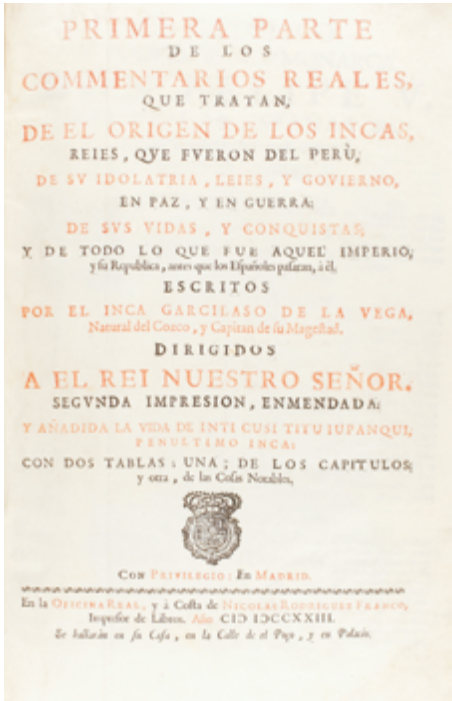 PRIMERA PARTE
DE LOS
COMMENTARIOS REALES,
QUE TRATAN,
DE EL ORIGEN DE LOS INCAS,
REIES, QVE FVERON DEL PERÙ,
DE SV IDOLATRIA, LEIES, Y GOVIERNO,
EN PAZ, Y EN GUERRA;
DE SVS VIDAS, Y CONQUISTAS;
Y DE TODO LO QUE FUE AQUEL IMPERIO;
y su Republica, antes que los Españoles pasaran, à èl.
ESCRITOS
POR EL INCA GARCILASO DE LA VEGA,
Natural del Cozco, y Capitan de su Magestad.
DIRIGIDOS
A EL REI NUESTRO SEÑOR.
SEGVNDA IMPRESION, ENMENDADA:
Y AÑADIDA LA VIDA DE INTI CUSI TITU IUPANQUI,
PENULTIMO INCA:
CON DOS TABLAS; UNA; DE LOS CAPITULOS;
y otra, de las Cosas Notables.
CON PRIVILEGIO: EN MADRID.
En la OFICINA REAL, y à Costa de NICOLAS RODRIGUEZ FRANCO,
Impresor de Libros. Año CIↃ IↃCCXXIII.
Se hallaràn en su Casa, en la Calle de el Poço, y en Palacio.